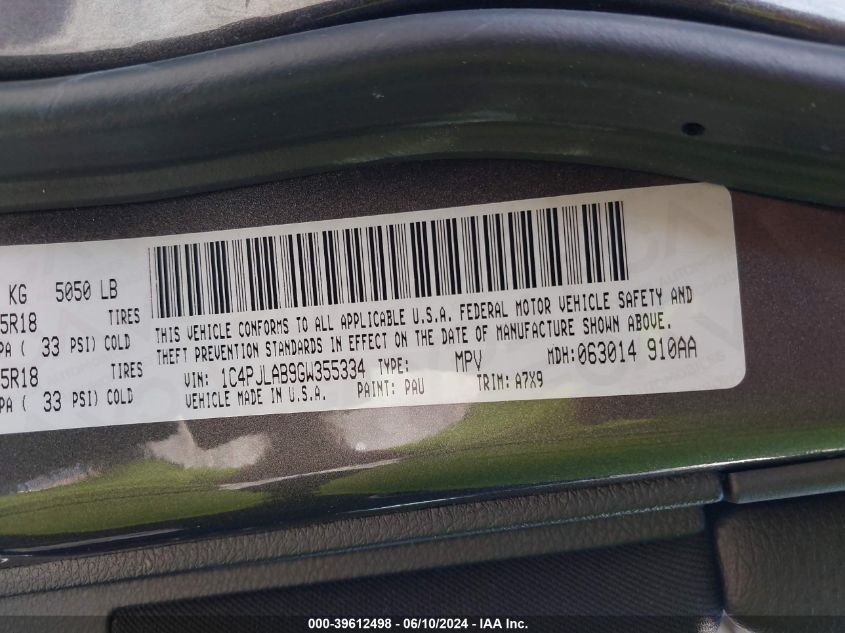 KG 5050 LB
5R18 TIRES
PA ( 33 PSI) COLD
5R18 TIRES
PA ( 33 PSI) COLD
THIS VEHICLE CONFORMS TO ALL APPLICABLE U.S.A. FEDERAL MOTOR VEHICLE SAFETY AND
THEFT PREVENTION STANDARDS IN EFFECT ON THE DATE OF MANUFACTURE SHOWN ABOVE.
VIN: 1C4PJLAB9GW355334 TYPE: MPV MDH: 063014 910AA
VEHICLE MADE IN U.S.A. PAINT: PAU TRIM: A7X9
000-39612498 - 06/10/2024 - IAA Inc.